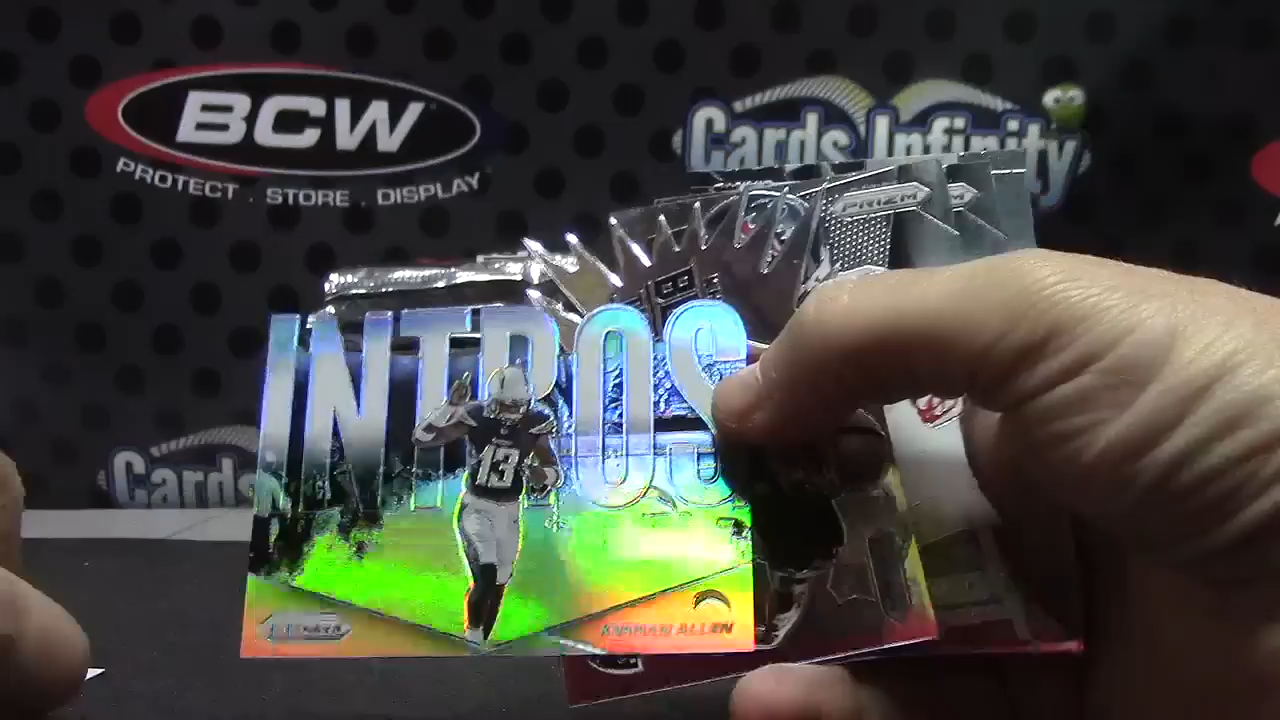 BCW
PROTECT . STORE . DISPLAY
Cards Infinity
PRIZM
INTROS
13
KEENAN ALLEN
Cards